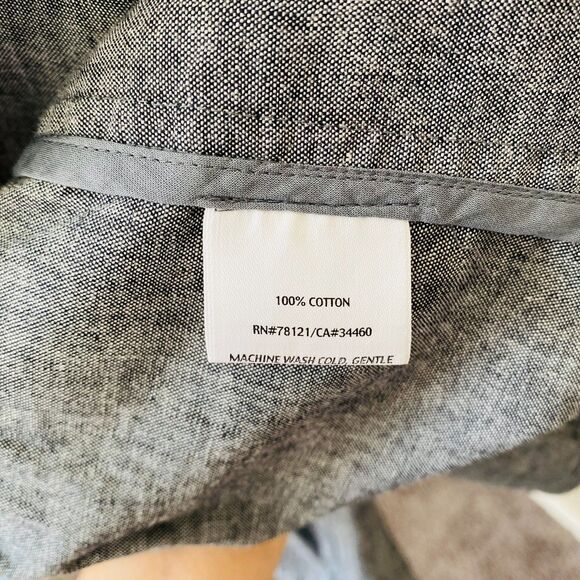 100% COTTON
RN#78121/CA#34460
MACHINE WASH COLD, GENTLE